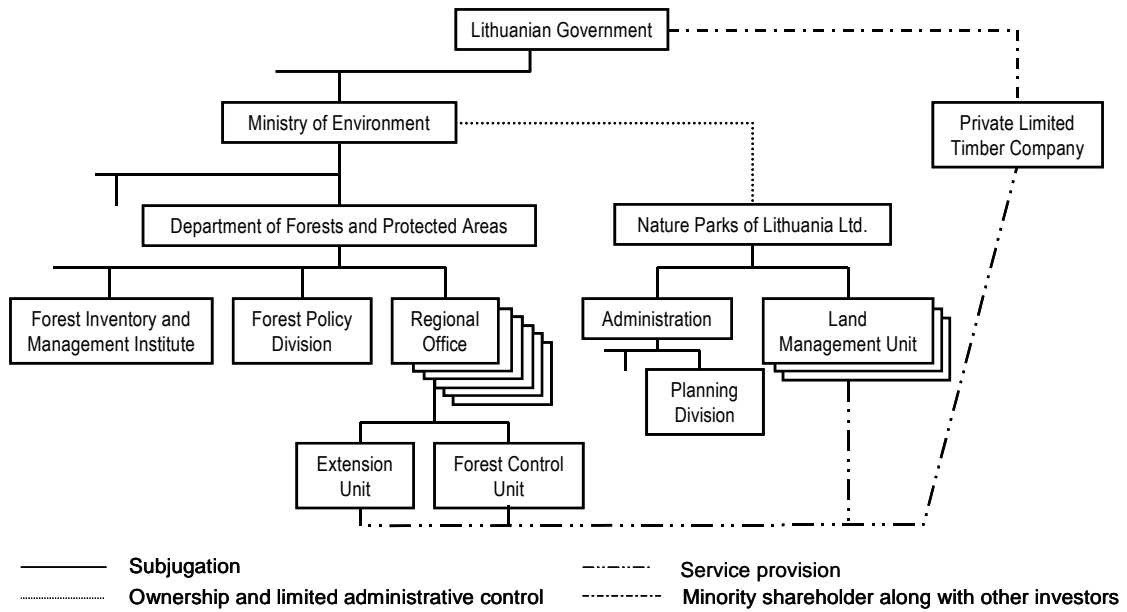 Lithuanian Government
Ministry of Environment
Private Limited
Timber Company
Department of Forests and Protected Areas
Nature Parks of Lithuania Ltd.
Forest Inventory and
Management Institute
Forest Policy
Division
Regional
Office
Administration
Land
Management Unit
Planning
Division
Extension
Unit
Forest Control
Unit
Subjugation
Service provision
Ownership and limited administrative control
Minority shareholder along with other investors